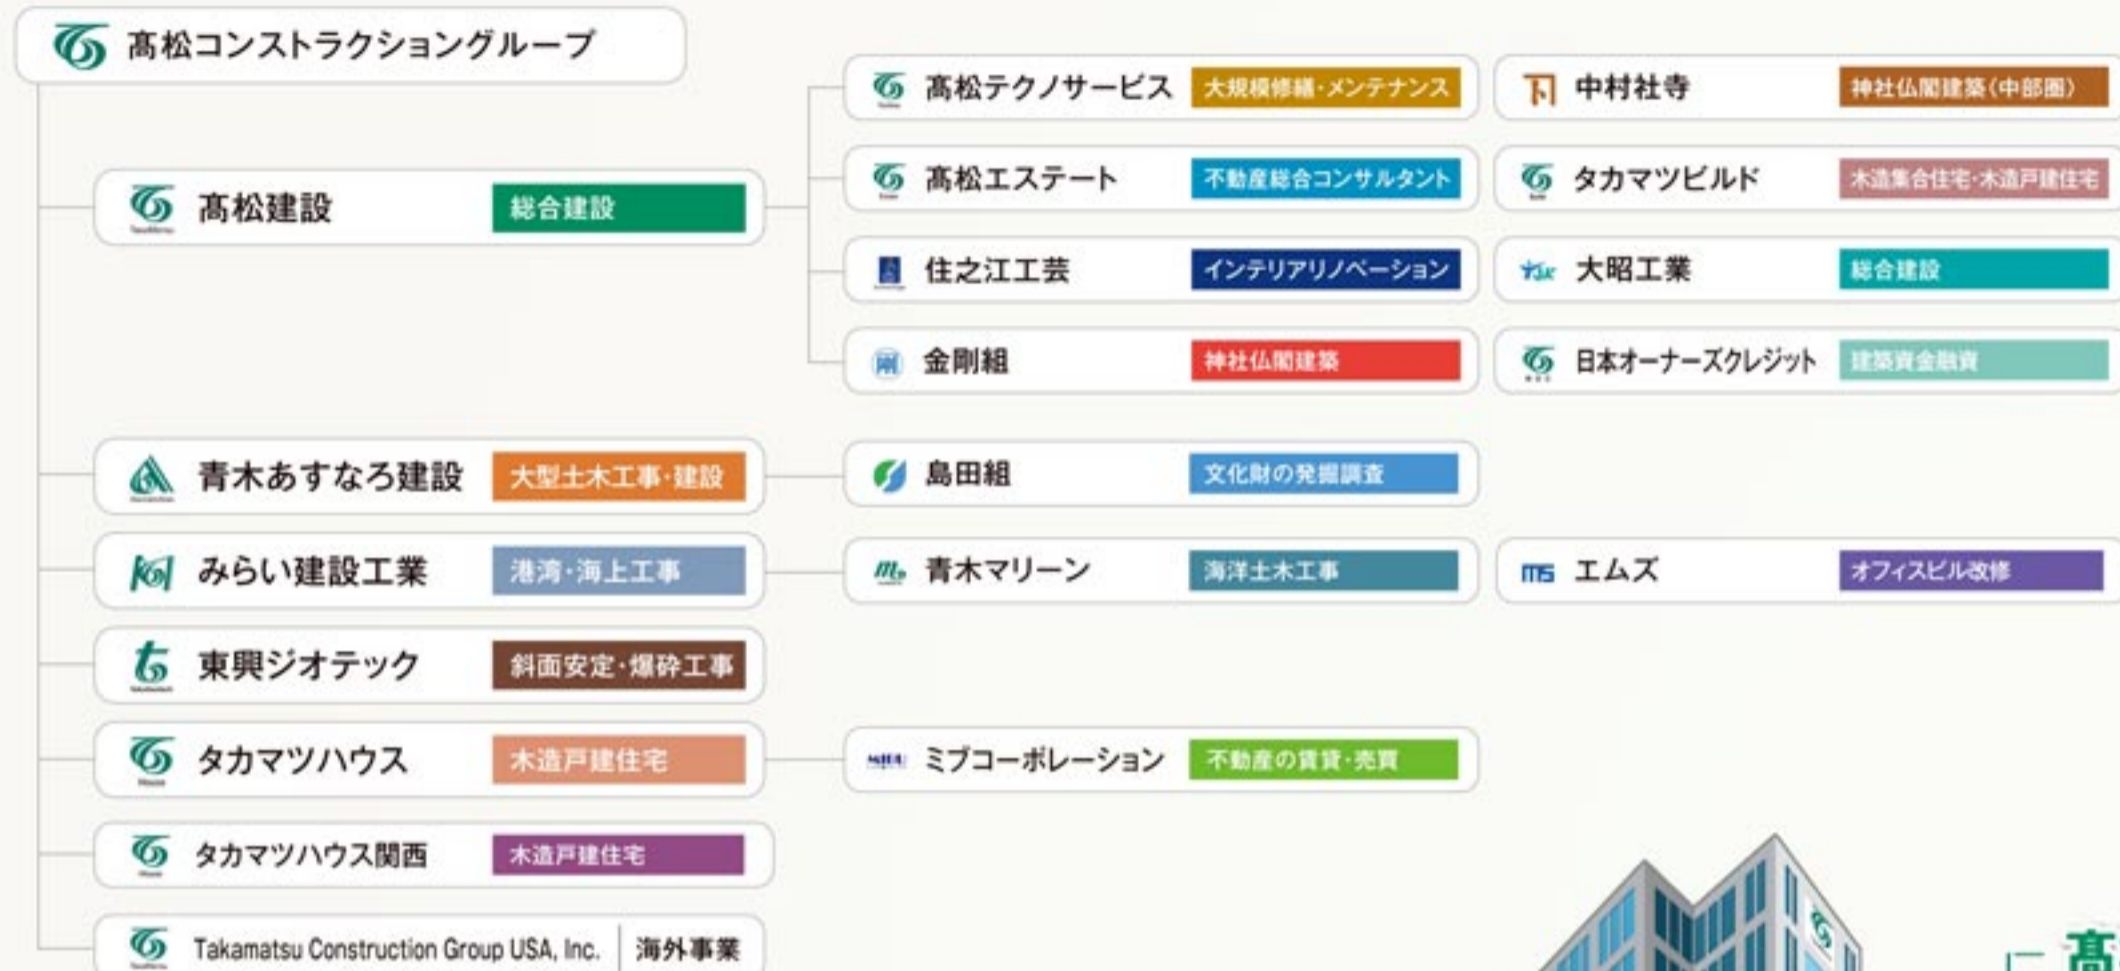 髙松コンストラクショングループ
髙松建設 総合建設
髙松テクノサービス 大規模修繕・メンテナンス
中村社寺 神社仏閣建築(中部圏)
髙松エステート 不動産総合コンサルタント
タカマツビルド 木造集合住宅・木造戸建住宅
住之江工芸 インテリアリノベーション
大昭工業 総合建設
金剛組 神社仏閣建築
日本オーナーズクレジット 建築資金融資
青木あすなろ建設 大型土木工事・建設
島田組 文化財の発掘調査
みらい建設工業 港湾・海上工事
青木マリーン 海洋土木工事
エムズ オフィスビル改修
東興ジオテック 斜面安定・爆砕工事
タカマツハウス 木造戸建住宅
ミブコーポレーション 不動産の賃貸・売買
タカマツハウス関西 木造戸建住宅
Takamatsu Construction Group USA, Inc. 海外事業
髙